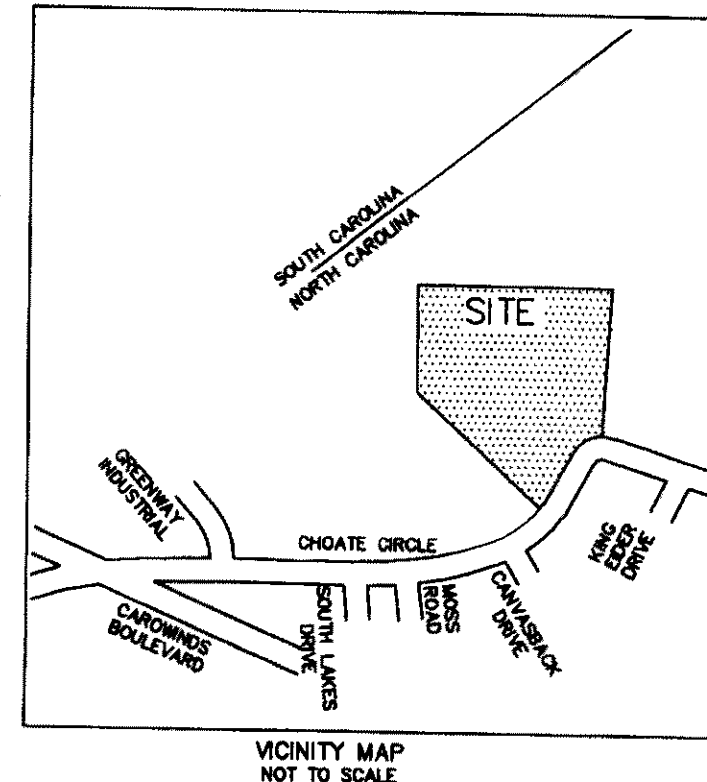 SOUTH CAROLINA
NORTH CAROLINA
SITE
GREENWAY
INDUSTRIAL
CHOATE CIRCLE
KING
EIDER
DRIVE
CAROWINDS
BOULEVARD
SOUTH LAKES
DRIVE
MOSS
ROAD
CANVASBACK
DRIVE
VICINITY MAP
NOT TO SCALE